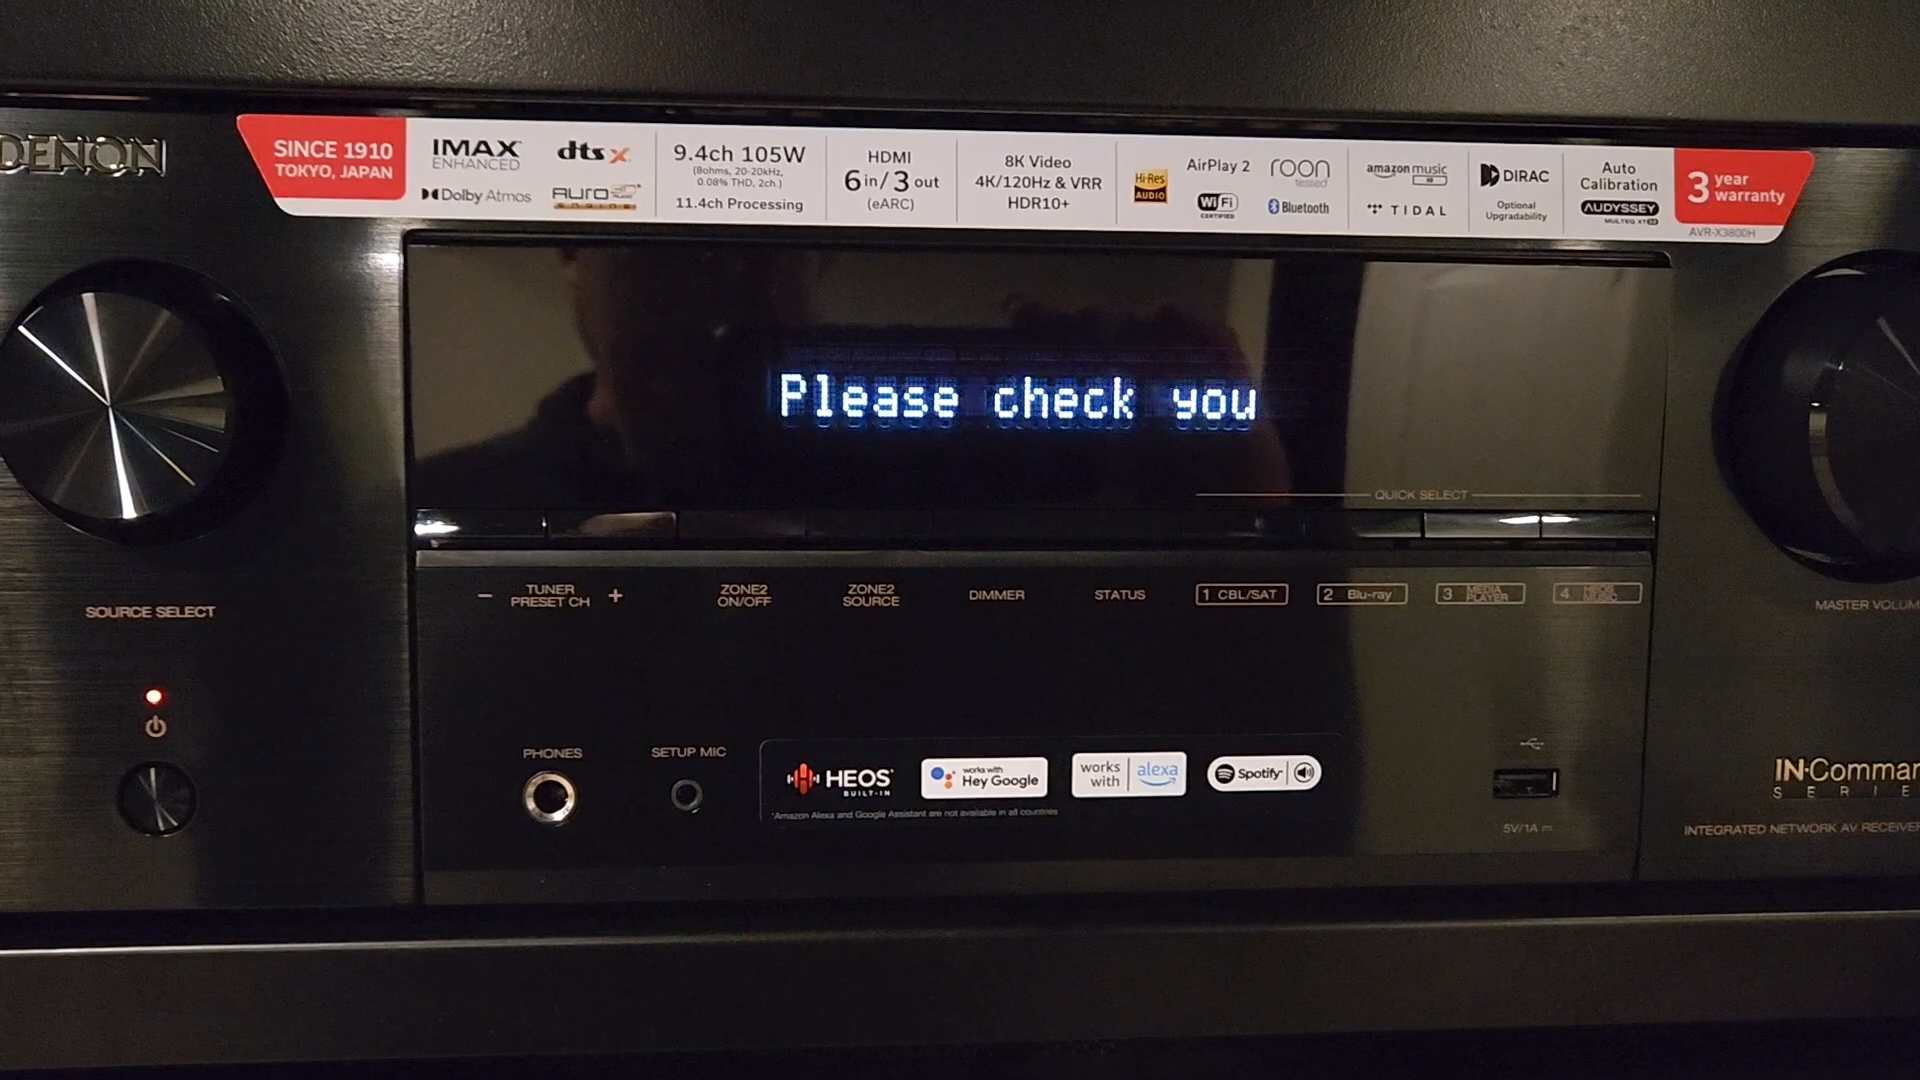 DENON
SINCE 1910
TOKYO, JAPAN
IMAX
ENHANCED
dts X
Dolby Atmos
AURO 3D
9.4ch 105W
(8ohms, 20-20kHz,
0.08% THD, 2ch.)
11.4ch Processing
HDMI
6 in / 3 out
(eARC)
8K Video
4K/120Hz & VRR
HDR10+
Hi-Res
AUDIO
AirPlay 2
WiFi
CERTIFIED
roon
tested
Bluetooth
amazon music
TIDAL
DIRAC
Optional
Upgradability
Auto
Calibration
AUDYSSEY
MULTEQ XT32
3 year
warranty
AVR-X3800H
Please check you
QUICK SELECT
SOURCE SELECT
– TUNER
PRESET CH +
ZONE2
ON/OFF
ZONE2
SOURCE
DIMMER
STATUS
1 CBL/SAT
2 Blu-ray
3 MEDIA
PLAYER
4 HEOS
MUSIC
MASTER VOLUM
PHONES
SETUP MIC
HEOS
BUILT-IN
works with
Hey Google
works
with
alexa
Spotify
*Amazon Alexa and Google Assistant are not available in all countries
5V/1A
IN·Comman
SERIE
INTEGRATED NETWORK AV RECEIVER